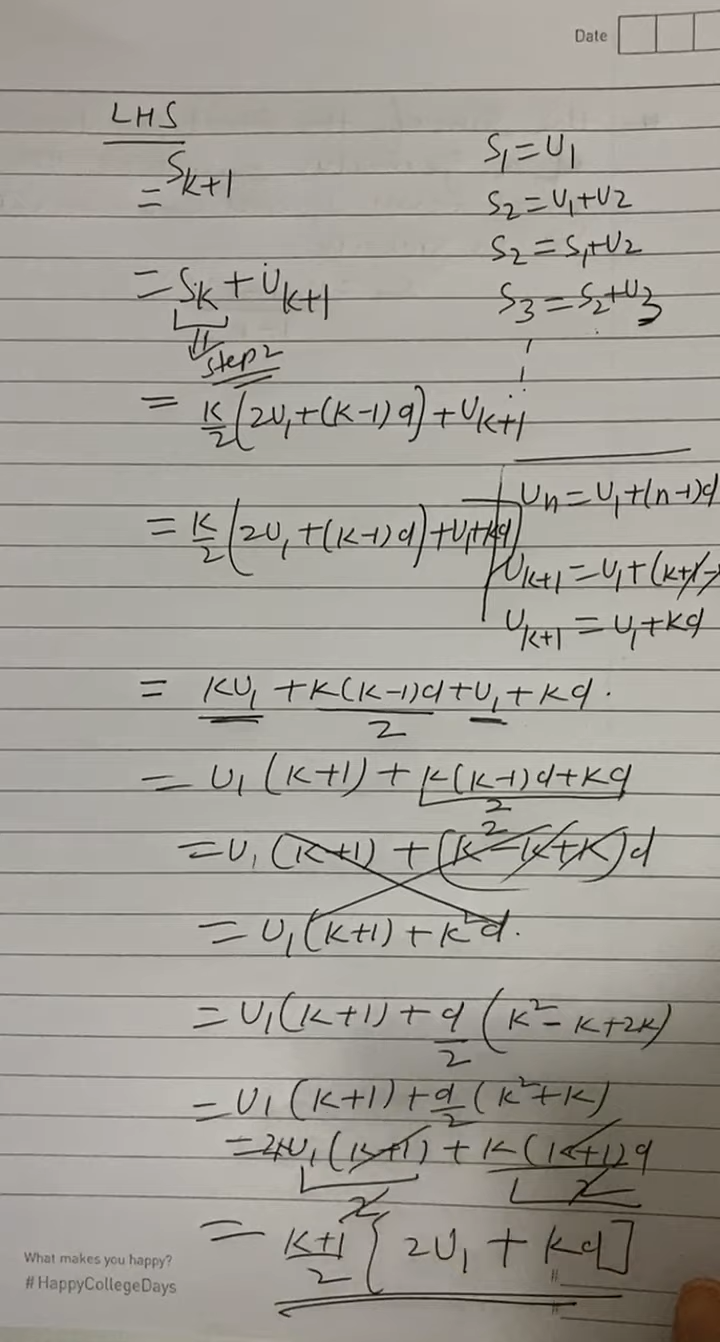 Date
LHS
= S_{k+1}
S_1 = U_1
S_2 = U_1 + U_2
S_2 = S_1 + U_2
= S_k + U_{k+1}
S_3 = S_2 + U_3
step 2
= k/2 (2U_1 + (k-1)d) + U_{k+1}
U_n = U_1 + (n-1)d
= k/2 (2U_1 + (k-1)d) + U_1 + kd)
U_{k+1} = U_1 + (k+1-
U_{k+1} = U_1 + kd
= kU_1 + k(k-1)d/2 + U_1 + kd.
= U_1 (k+1) + k(k-1)d/2 + kd
= U_1 (k+1) + (k^2 - k + k)d
= U_1 (k+1) + k^2 d.
= U_1 (k+1) + d/2 (k^2 - k + 2k)
= U_1 (k+1) + d/2 (k^2 + k)
= 2U_1 (k+1)/2 + k(k+1)d/2
= k+1/2 [2U_1 + kd]
What makes you happy?
#HappyCollegeDays